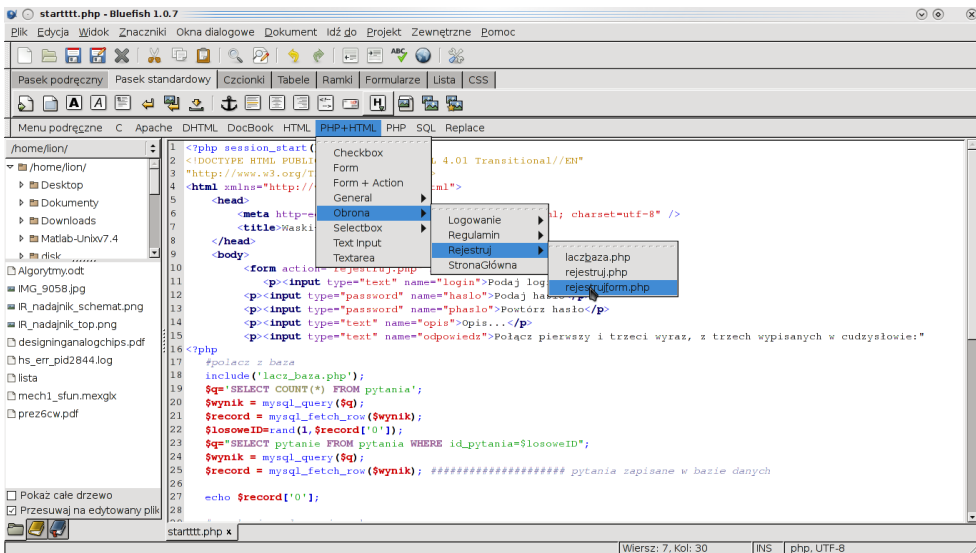 startttt.php - Bluefish 1.0.7
Plik Edycja Widok Znaczniki Okna dialogowe Dokument Idź do Projekt Zewnętrzne Pomoc
ABC
Pasek podręczny Pasek standardowy Czcionki Tabele Ramki Formularze Lista CSS
Menu podręczne C Apache DHTML DocBook HTML PHP+HTML PHP SQL Replace
Checkbox
Form
Form + Action
General
Obrona
Selectbox
Text Input
Textarea
Logowanie
Regulamin
Rejestruj
StronaGłówna
laczbaza.php
rejestruj.php
rejestrujform.php
/home/lion/
/home/lion/
Desktop
Dokumenty
Downloads
Matlab-Unixv7.4
disk
Algorytmy.odt
IMG_9058.jpg
IR_nadajnik_schemat.png
IR_nadajnik_top.png
designinganalogchips.pdf
hs_err_pid2844.log
lista
mech1_sfun.mexglx
prez6cw.pdf
Pokaż całe drzewo
Przesuwaj na edytowany plik
1 <?php session_start(
2 <!DOCTYPE HTML PUBLI 4.01 Transitional//EN"
3 "http://www.w3.org/T
4 <html xmlns="http:// ml">
5 <head>
6 <meta http-e l; charset=utf-8" />
7 <title>Waski
8 </head>
9 <body>
10 <form action="rejestruj.php"
11 <p><input type="text" name="login">Podaj log
12 <p><input type="password" name="haslo">Podaj hasło</p>
13 <p><input type="password" name="phaslo">Powtórz hasło</p>
14 <p><input type="text" name="opis">Opis...</p>
15 <p><input type="text" name="odpowiedz">Połącz pierwszy i trzeci wyraz, z trzech wypisanych w cudzysłowie:"
16 <?php
17 #polacz z baza
18 include('lacz_baza.php');
19 $q='SELECT COUNT(*) FROM pytania';
20 $wynik = mysql_query($q);
21 $record = mysql_fetch_row($wynik);
22 $losoweID=rand(1,$record['0']);
23 $q="SELECT pytanie FROM pytania WHERE id_pytania=$losoweID";
24 $wynik = mysql_query($q);
25 $record = mysql_fetch_row($wynik); ##################### pytania zapisane w bazie danych
26
27 echo $record['0'];
28
startttt.php x
Wiersz: 7, Kol: 30 INS php, UTF-8